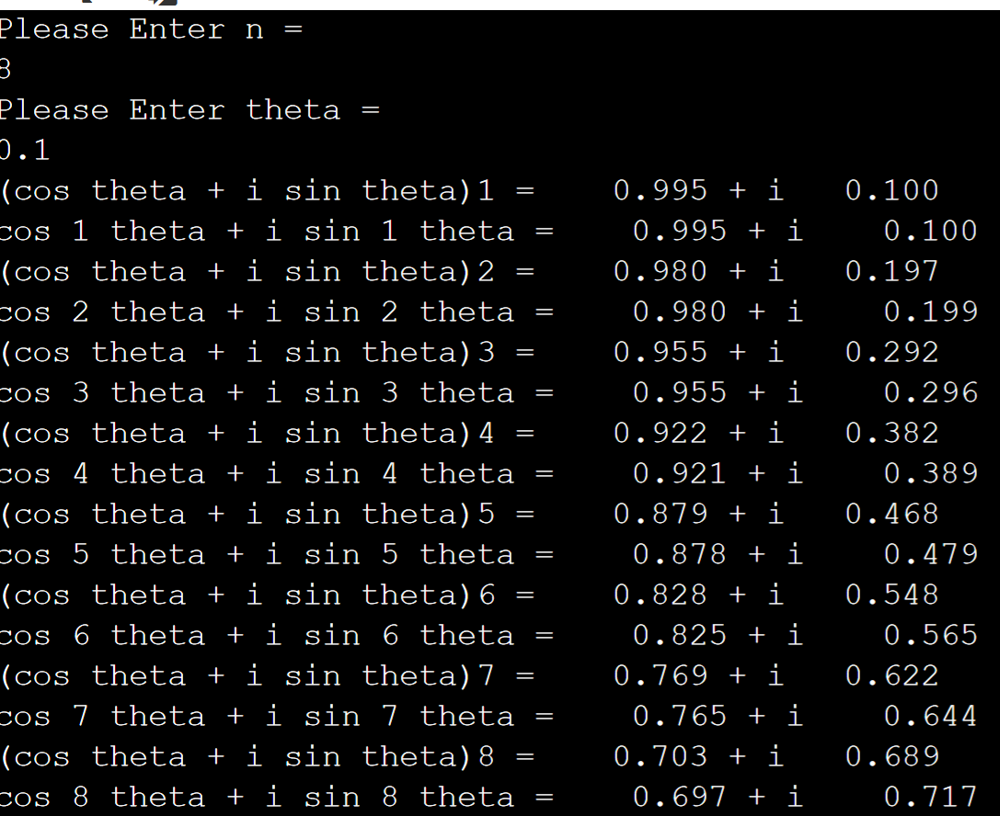 Please Enter n =
8
Please Enter theta =
0.1
(cos theta + i sin theta)1 =    0.995 + i   0.100
cos 1 theta + i sin 1 theta =    0.995 + i    0.100
(cos theta + i sin theta)2 =    0.980 + i   0.197
cos 2 theta + i sin 2 theta =    0.980 + i    0.199
(cos theta + i sin theta)3 =    0.955 + i   0.292
cos 3 theta + i sin 3 theta =    0.955 + i    0.296
(cos theta + i sin theta)4 =    0.922 + i   0.382
cos 4 theta + i sin 4 theta =    0.921 + i    0.389
(cos theta + i sin theta)5 =    0.879 + i   0.468
cos 5 theta + i sin 5 theta =    0.878 + i    0.479
(cos theta + i sin theta)6 =    0.828 + i   0.548
cos 6 theta + i sin 6 theta =    0.825 + i    0.565
(cos theta + i sin theta)7 =    0.769 + i   0.622
cos 7 theta + i sin 7 theta =    0.765 + i    0.644
(cos theta + i sin theta)8 =    0.703 + i   0.689
cos 8 theta + i sin 8 theta =    0.697 + i    0.717